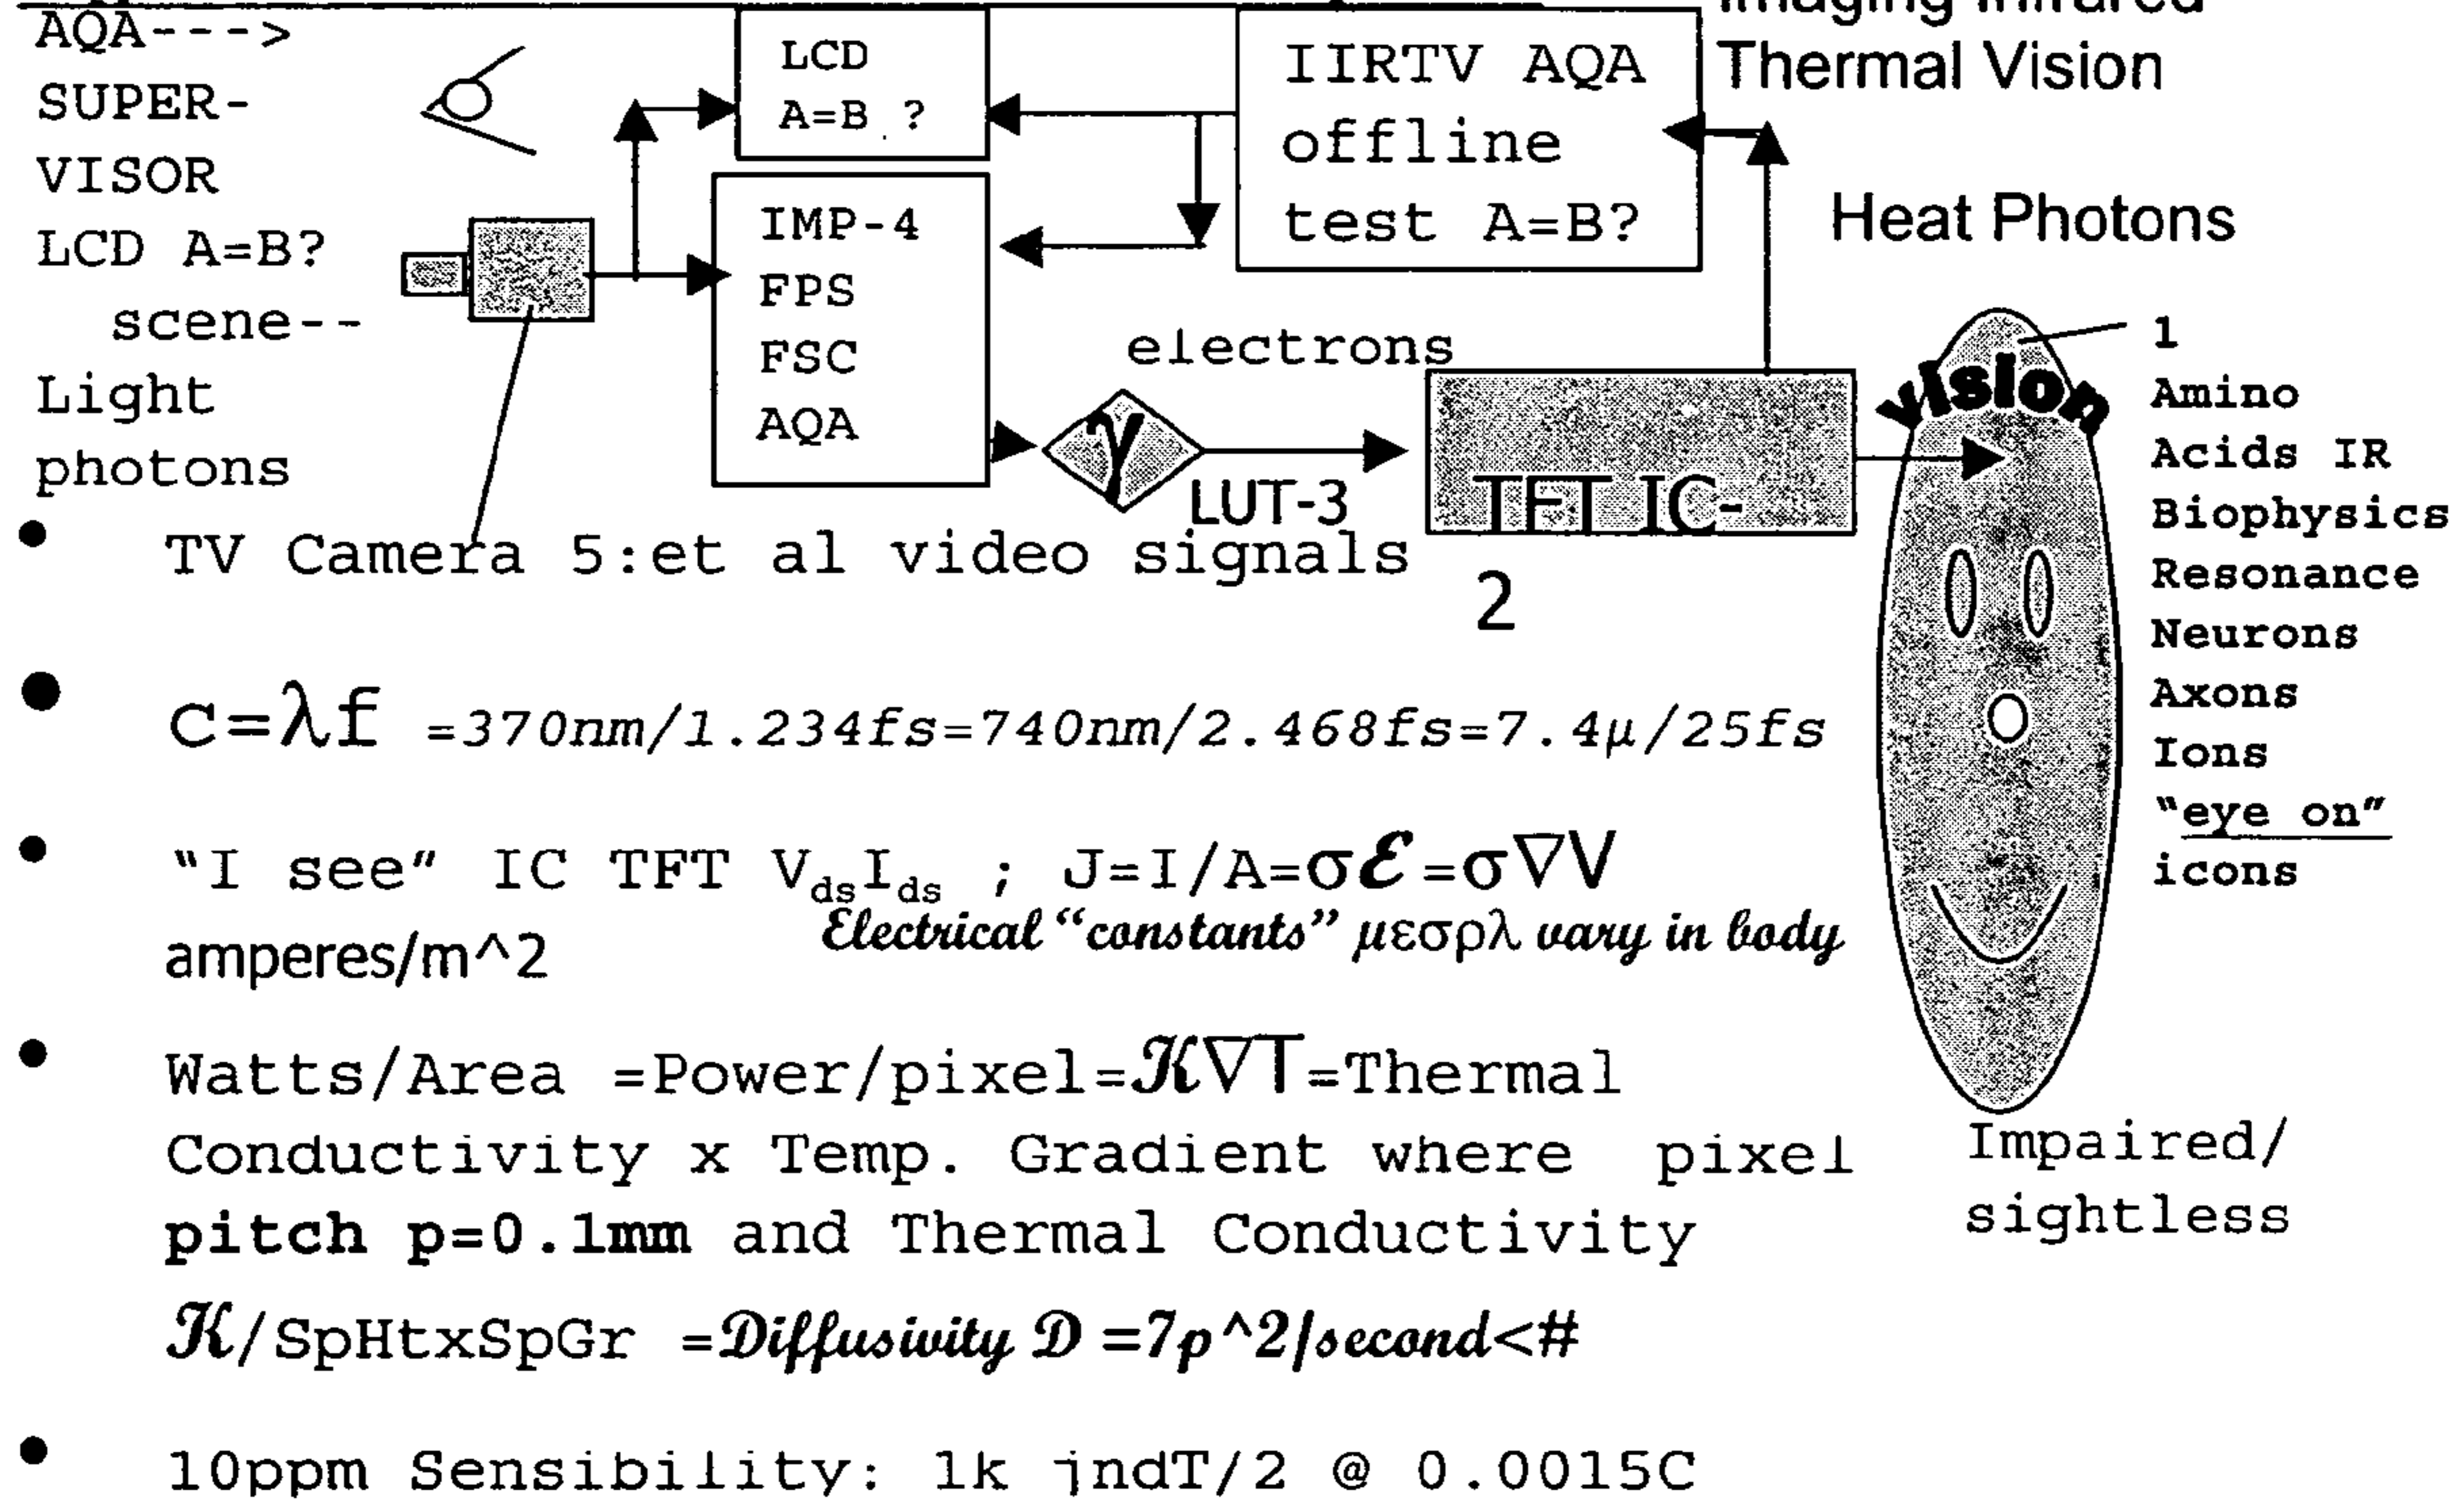 Imaging Infrared
AQA--->
SUPER-
VISOR
LCD A=B?
scene--
Light
photons
LCD
A=B ?
IIRTV AQA
offline
test A=B?
Thermal Vision
Heat Photons
IMP-4
FPS
FSC
AQA
electrons
γ
LUT-3
TFT IC-
2
vision
1
Amino
Acids IR
Biophysics
Resonance
Neurons
Axons
Ions
“eye on”
icons
Impaired/
sightless
• TV Camera 5:et al video signals
• C=λf =370nm/1.234fs=740nm/2.468fs=7.4μ/25fs
• “I see” IC TFT VdsIds ; J=I/A=σℰ=σ∇V
amperes/m^2 Electrical “constants” μεσρλ vary in body
• Watts/Area =Power/pixel=𝒦∇T=Thermal
Conductivity x Temp. Gradient where pixel
pitch p=0.1mm and Thermal Conductivity
𝒦/SpHtxSpGr =Diffusivity D =7p^2/second<#
• 10ppm Sensibility: 1k jndT/2 @ 0.0015C